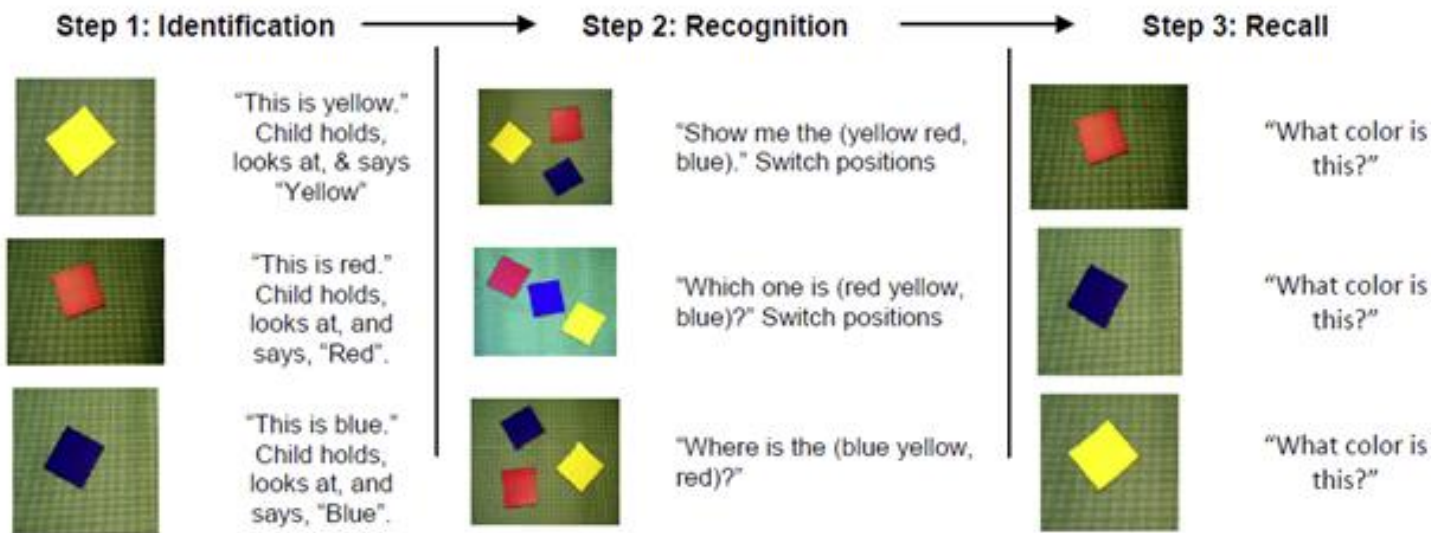 Step 1: Identification
Step 2: Recognition
Step 3: Recall
“This is yellow.”
Child holds,
looks at, & says
“Yellow”
“Show me the (yellow red,
blue).” Switch positions
“What color is
this?”
“This is red.”
Child holds,
looks at, and
says, “Red”.
“Which one is (red yellow,
blue)?” Switch positions
“What color is
this?”
“This is blue.”
Child holds,
looks at, and
says, “Blue”.
“Where is the (blue yellow,
red)?”
“What color is
this?”